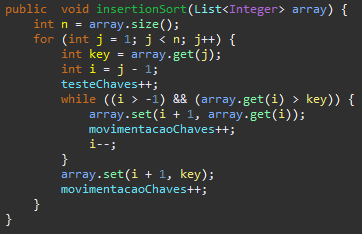 public  void insertionSort(List<Integer> array) {
    int n = array.size();
    for (int j = 1; j < n; j++) {
        int key = array.get(j);
        int i = j - 1;
        testeChaves++;
        while ((i > -1) && (array.get(i) > key)) {
            array.set(i + 1, array.get(i));
            movimentacaoChaves++;
            i--;
        }
        array.set(i + 1, key);
        movimentacaoChaves++;
    }
}